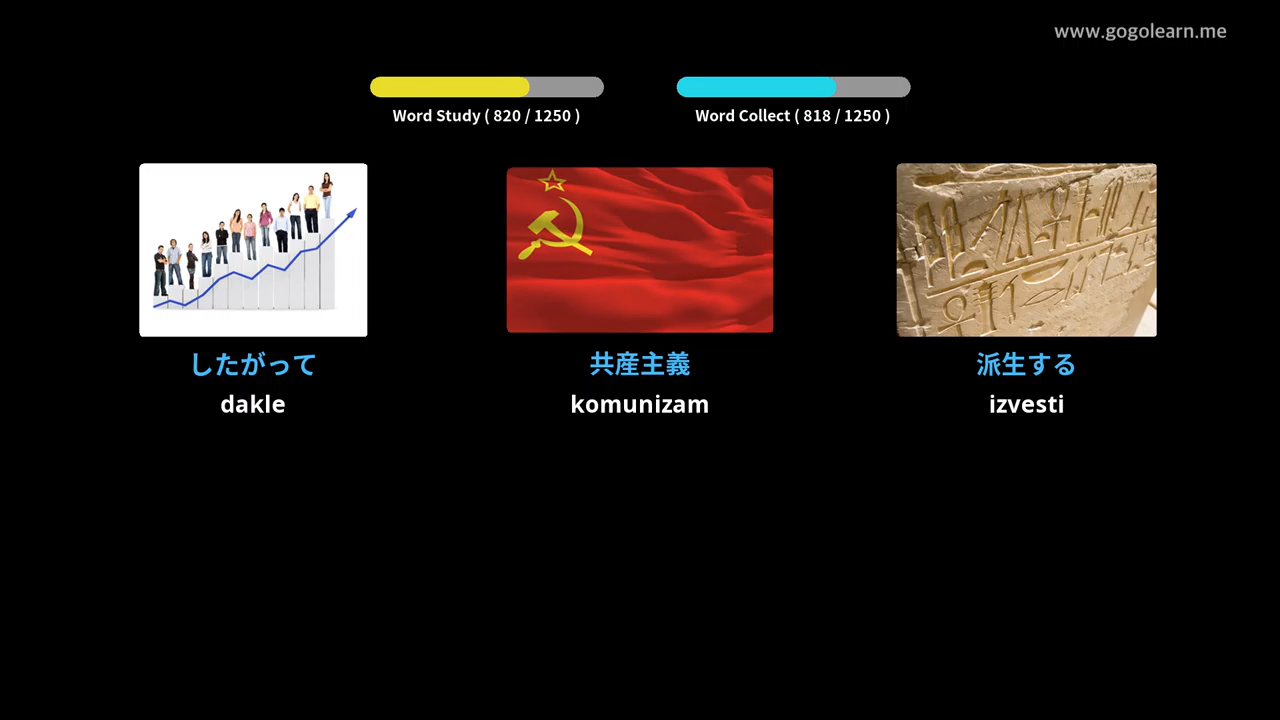 www.gogolearn.me
Word Study ( 820 / 1250 )
Word Collect ( 818 / 1250 )
したがって
共産主義
派生する
dakle
komunizam
izvesti